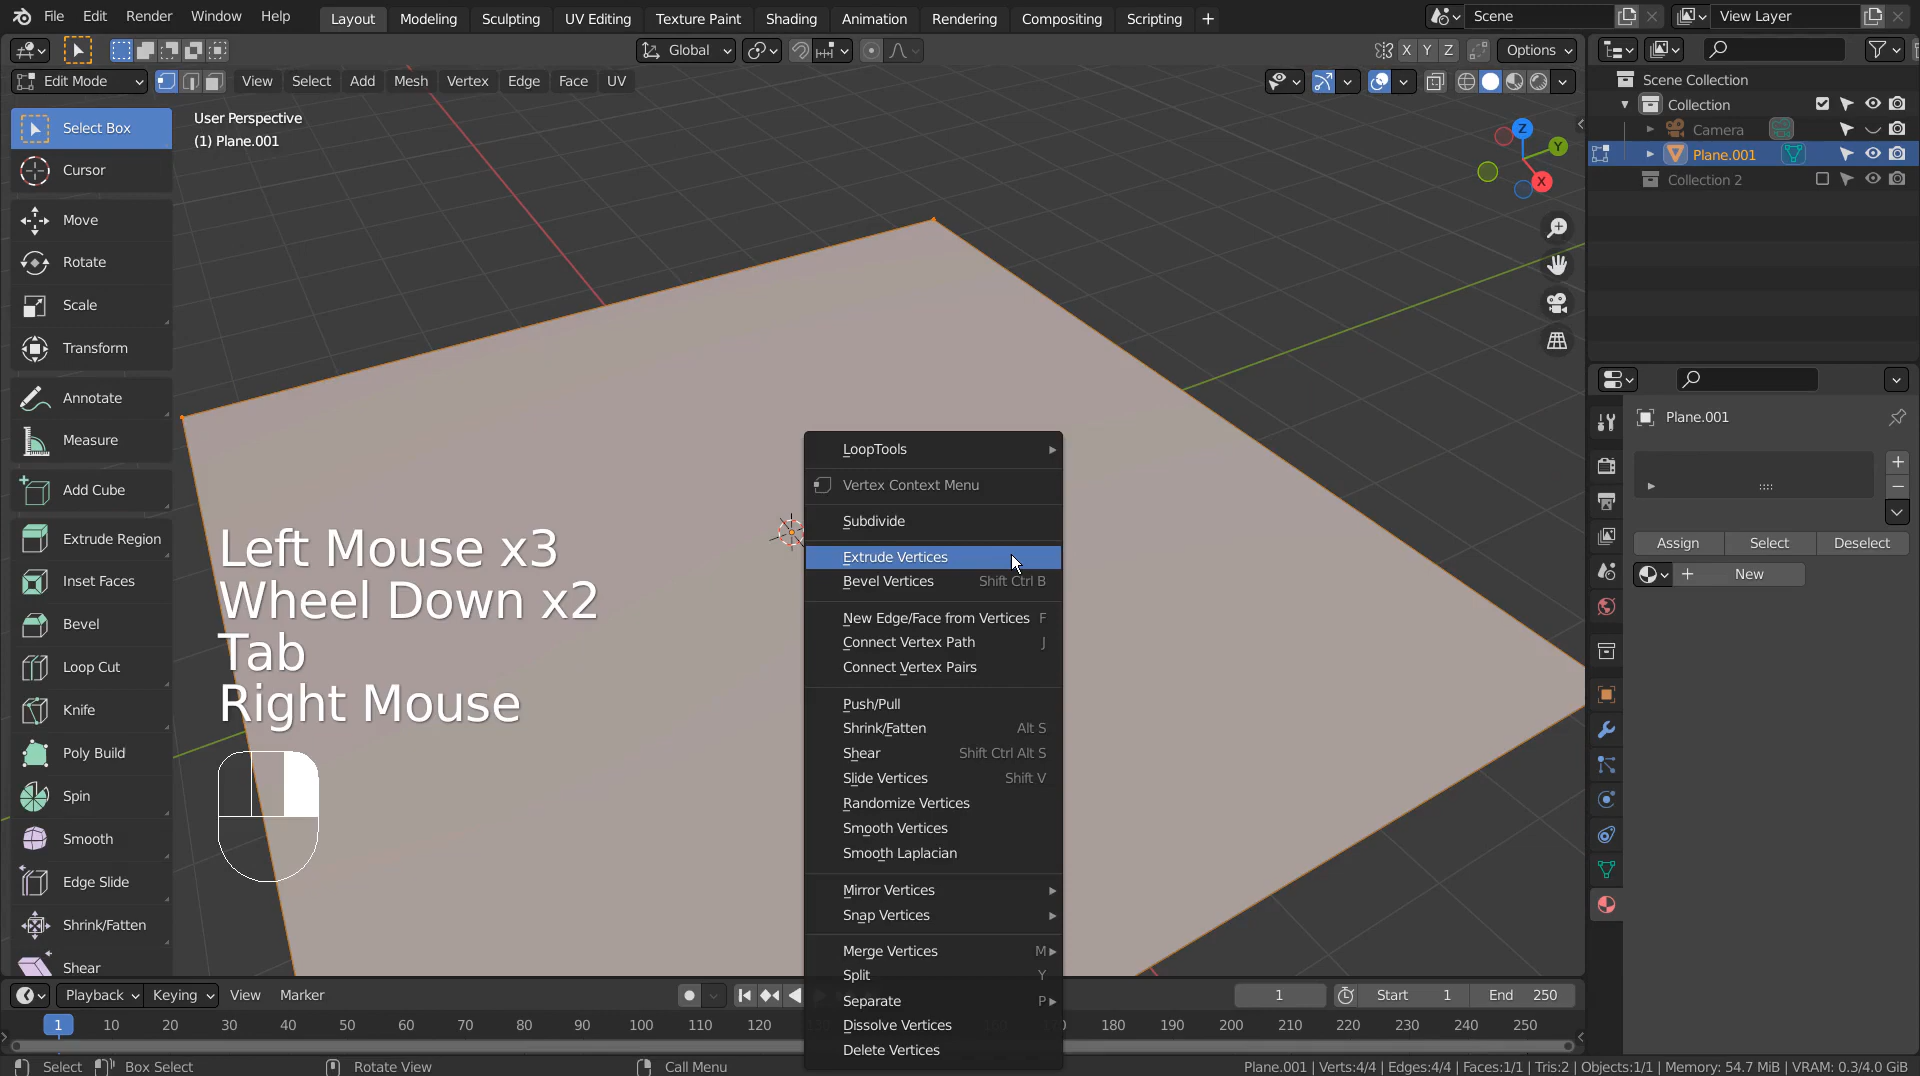 File Edit Render Window Help Layout Modeling Sculpting UV Editing Texture Paint Shading Animation Rendering Compositing Scripting + Scene View Layer
Global X Y Z Options
Edit Mode View Select Add Mesh Vertex Edge Face UV
Select Box
Cursor
Move
Rotate
Scale
Transform
Annotate
Measure
Add Cube
Extrude Region
Inset Faces
Bevel
Loop Cut
Knife
Poly Build
Spin
Smooth
Edge Slide
Shrink/Fatten
Shear
User Perspective
(1) Plane.001
Z
Y
X
Left Mouse x3
Wheel Down x2
Tab
Right Mouse
LoopTools
Vertex Context Menu
Subdivide
Extrude Vertices
Bevel Vertices Shift Ctrl B
New Edge/Face from Vertices F
Connect Vertex Path J
Connect Vertex Pairs
Push/Pull
Shrink/Fatten Alt S
Shear Shift Ctrl Alt S
Slide Vertices Shift V
Randomize Vertices
Smooth Vertices
Smooth Laplacian
Mirror Vertices
Snap Vertices
Merge Vertices M
Split Y
Separate P
Dissolve Vertices
Delete Vertices
Scene Collection
Collection
Camera
Plane.001
Collection 2
Plane.001
Assign Select Deselect
+ New
Playback Keying View Marker 1 Start 1 End 250
1 10 20 30 40 50 60 70 80 90 100 110 120 180 190 200 210 220 230 240 250
Select Box Select Rotate View Call Menu Plane.001 | Verts:4/4 | Edges:4/4 | Faces:1/1 | Tris:2 | Objects:1/1 | Memory: 54.7 MiB | VRAM: 0.3/4.0 GiB